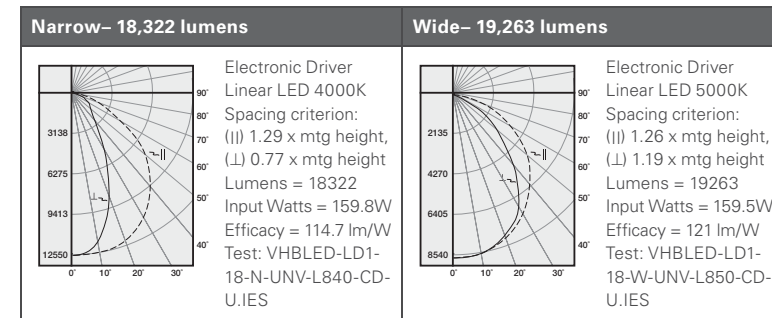 Narrow– 18,322 lumens
3138
6275
9413
12550
90°
80°
70°
60°
50°
40°
0° 10° 20° 30°
||
⊥
Electronic Driver
Linear LED 4000K
Spacing criterion:
(||) 1.29 x mtg height,
(⊥) 0.77 x mtg height
Lumens = 18322
Input Watts = 159.8W
Efficacy = 114.7 lm/W
Test: VHBLED-LD1-
18-N-UNV-L840-CD-
U.IES
Wide– 19,263 lumens
2135
4270
6405
8540
90°
80°
70°
60°
50°
40°
0° 10° 20° 30°
||
⊥
Electronic Driver
Linear LED 5000K
Spacing criterion:
(||) 1.26 x mtg height,
(⊥) 1.19 x mtg height
Lumens = 19263
Input Watts = 159.5W
Efficacy = 121 lm/W
Test: VHBLED-LD1-
18-W-UNV-L850-CD-
U.IES